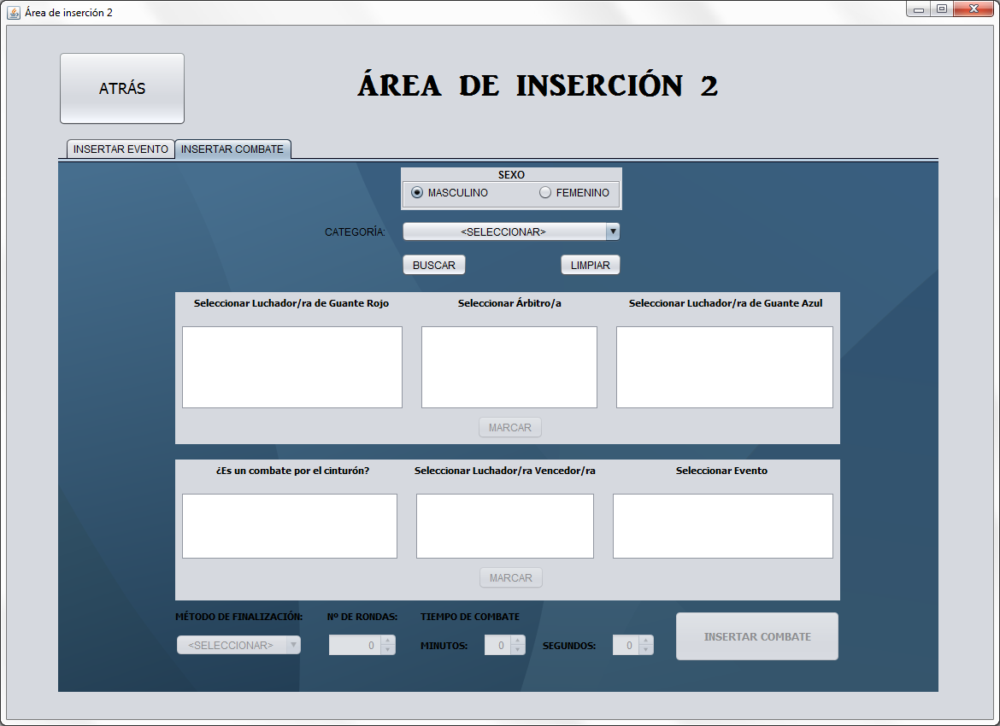 Área de inserción 2
ATRÁS
ÁREA DE INSERCIÓN 2
INSERTAR EVENTO INSERTAR COMBATE
SEXO
MASCULINO FEMENINO
CATEGORÍA: <SELECCIONAR>
BUSCAR LIMPIAR
Seleccionar Luchador/ra de Guante Rojo Seleccionar Árbitro/a Seleccionar Luchador/ra de Guante Azul
MARCAR
¿Es un combate por el cinturón? Seleccionar Luchador/ra Vencedor/ra Seleccionar Evento
MARCAR
MÉTODO DE FINALIZACIÓN: Nº DE RONDAS: TIEMPO DE COMBATE
<SELECCIONAR> 0 MINUTOS: 0 SEGUNDOS: 0 INSERTAR COMBATE